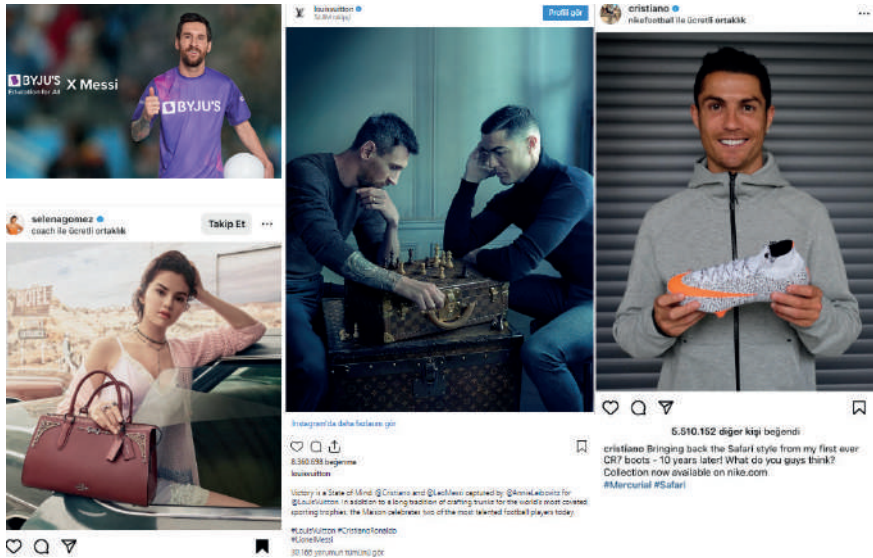 BYJU'S
Education for All
X Messi
BYJU'S
selenagomez
coach ile ücretli ortaklık
Takip Et
louisvuitton
Profili gör
Instagram'da daha fazlasını gör
8.360.698 beğenme
louisvuitton
Victory is a State of Mind. @Cristiano and @LeoMessi captured by @AnnieLeibovitz for
@LouisVuitton. In addition to a long tradition of crafting trunks for the world's most coveted
sporting trophies, the Maison celebrates two of the most talented football players today.
#LouisVuitton #CristianoRonaldo
#LionelMessi
yorumun tümünü gör
cristiano
nikefootball ile ücretli ortaklık
5.510.152 diğer kişi beğendi
cristiano Bringing back the Safari style from my first ever
CR7 boots - 10 years later! What do you guys think?
Collection now available on nike.com
#Mercurial #Safari